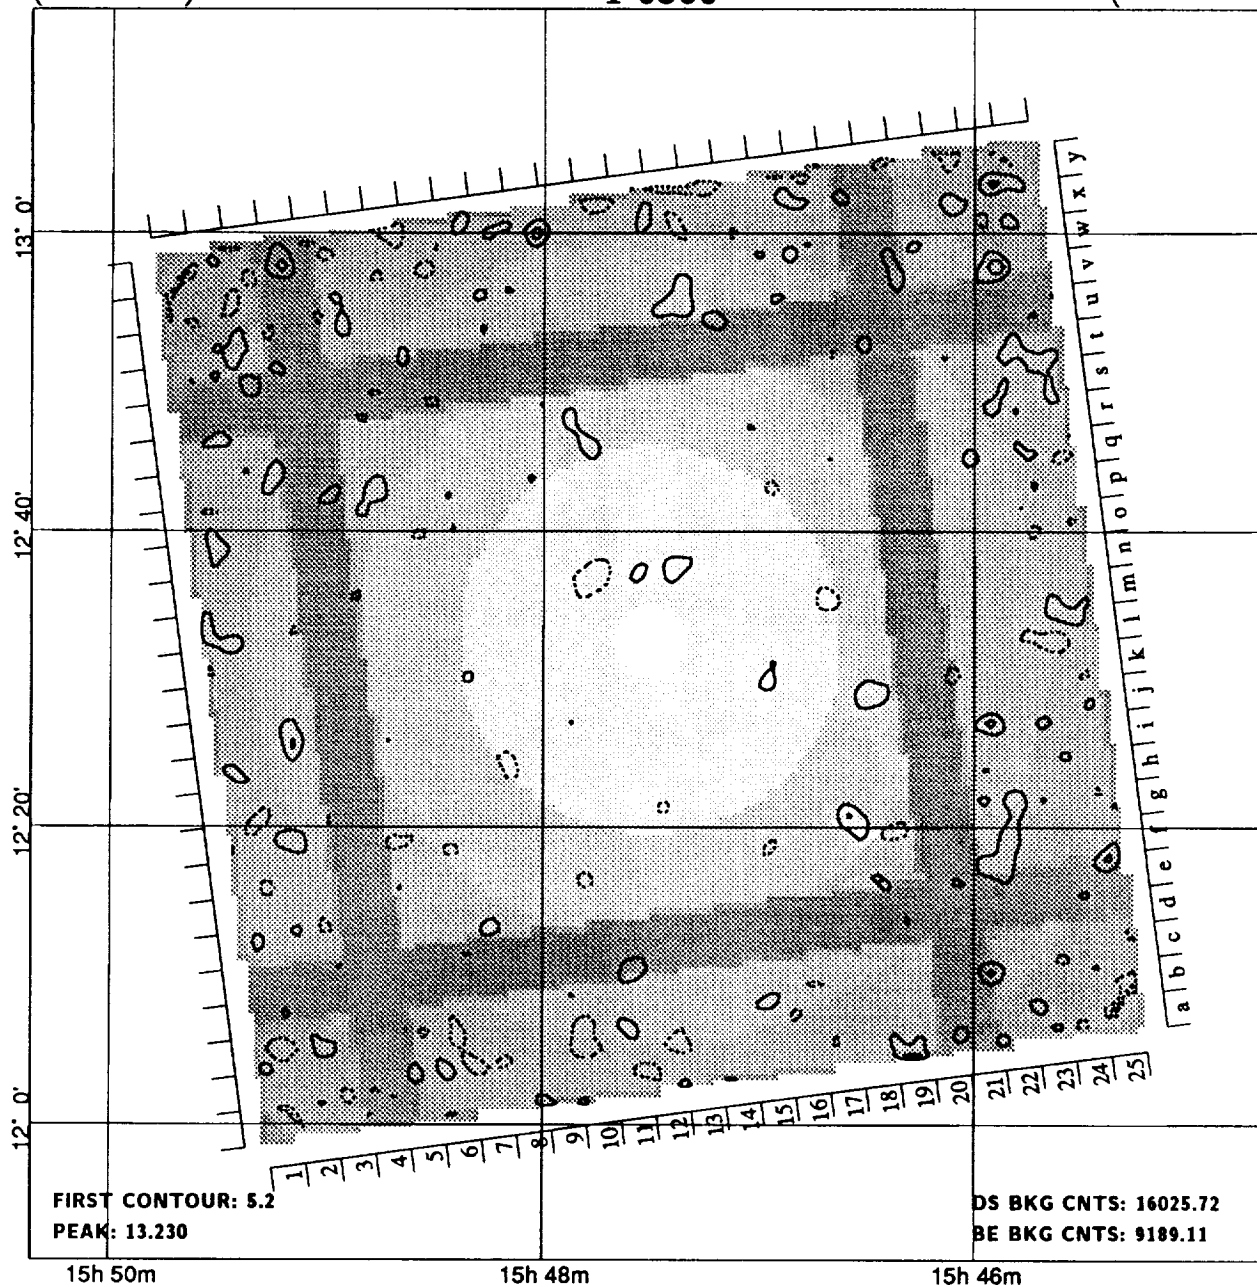 13° 0'
12° 40'
12° 20'
12° 0'
y
x
w
v
u
t
s
r
q
p
o
n
m
l
k
j
i
h
g
f
e
d
c
b
a
1 2 3 4 5 6 7 8 9 10 11 12 13 14 15 16 17 18 19 20 21 22 23 24 25
FIRST CONTOUR: 5.2
PEAK: 13.230
DS BKG CNTS: 16025.72
BE BKG CNTS: 9189.11
15h 50m 15h 48m 15h 46m